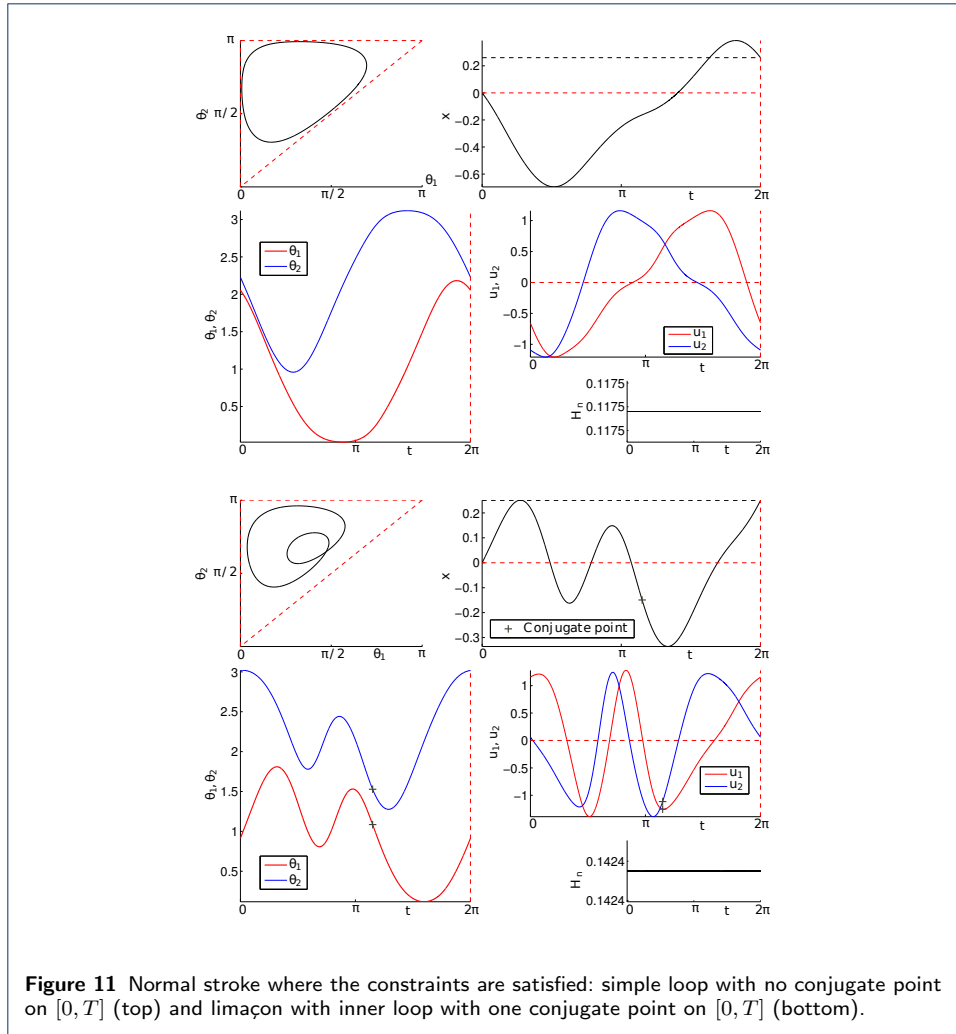 π
θ2 π/2
0
0 π/2 π
θ1
0.2
0
−0.2
−0.4
−0.6
x
0 π t 2π
3
2.5
2
1.5
1
0.5
θ1, θ2
θ1
θ2
0 π t 2π
1
0.5
0
−0.5
−1
u1, u2
u1
u2
0 π t 2π
0.1175
0.1175
0.1175
Hn
0 π t 2π
π
θ2 π/2
0
0 π/2 θ1 π
0.2
0.1
0
−0.1
−0.2
−0.3
x
+ Conjugate point
0 π t 2π
3
2.5
2
1.5
1
0.5
θ1, θ2
θ1
θ2
0 π t 2π
1
0.5
0
−0.5
−1
u1, u2
u1
u2
0 π t 2π
0.1424
0.1424
Hn
0 π t 2π
Figure 11 Normal stroke where the constraints are satisfied: simple loop with no conjugate point
on [0, T] (top) and limaçon with inner loop with one conjugate point on [0, T] (bottom).